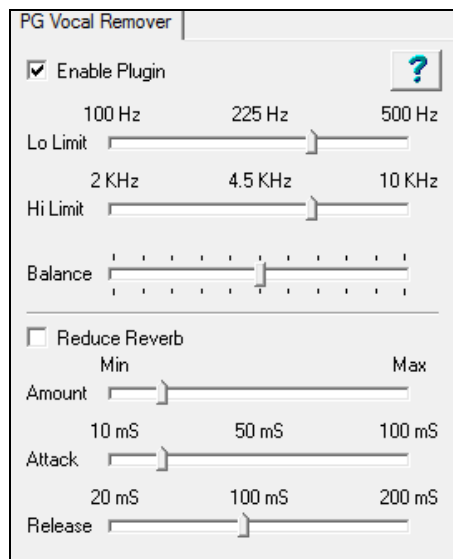 PG Vocal Remover
Enable Plugin
?
100 Hz 225 Hz 500 Hz
Lo Limit
2 KHz 4.5 KHz 10 KHz
Hi Limit
Balance
Reduce Reverb
Min Max
Amount
10 mS 50 mS 100 mS
Attack
20 mS 100 mS 200 mS
Release